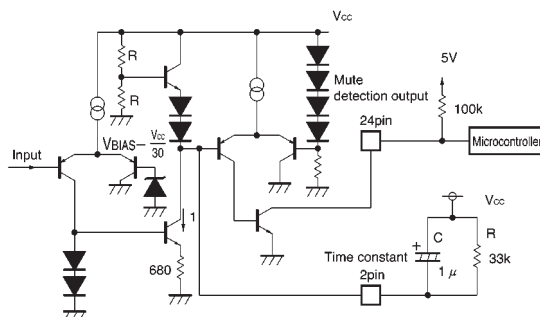 Vcc
5V
R
Mute
detection output
R
100k
24pin
Microcontroller
Input
VBIAS− Vcc
30
1
Vcc
C
R
680
Time constant
+
1 μ
33k
2pin